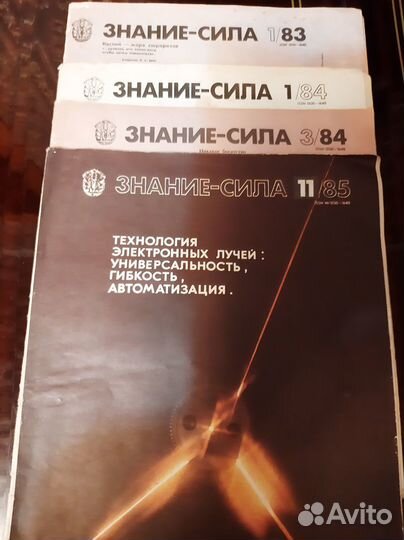 ЗНАНИЕ-СИЛА 1/83
ЗНАНИЕ-СИЛА 1/84
ЗНАНИЕ-СИЛА 3/84
ЗНАНИЕ-СИЛА 11/85
ТЕХНОЛОГИЯ
ЭЛЕКТРОННЫХ ЛУЧЕЙ:
УНИВЕРСАЛЬНОСТЬ,
ГИБКОСТЬ,
АВТОМАТИЗАЦИЯ.
Avito